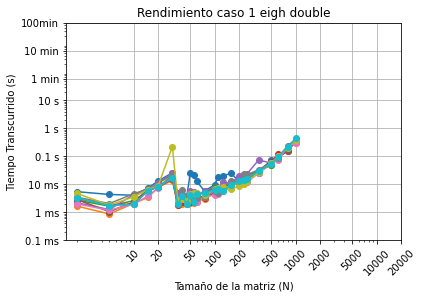 Rendimiento caso 1 eigh double
Tiempo Transcurrido (s)
100min
10 min
1 min
10 s
1 s
0.1 s
10 ms
1 ms
0.1 ms
10
20
50
100
200
500
1000
2000
5000
10000
20000
Tamaño de la matriz (N)